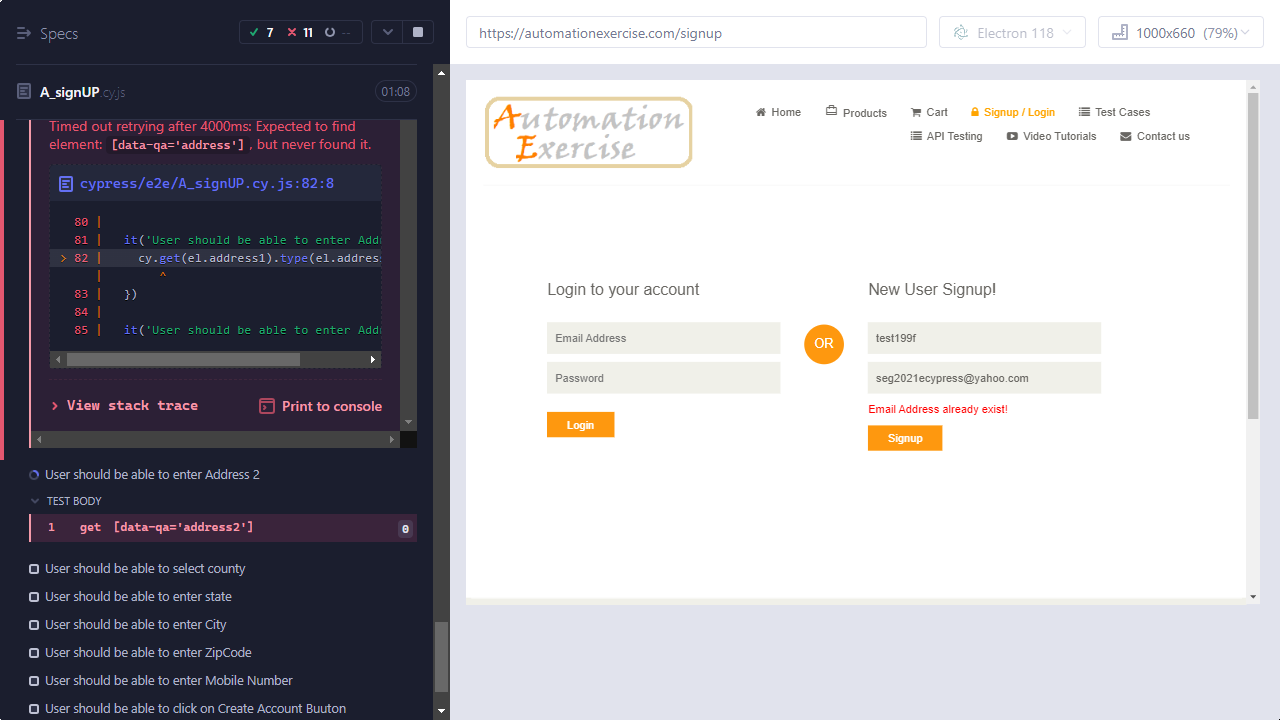 Specs
7
11
--
A_signUP.cy.js
01:08
Timed out retrying after 4000ms: Expected to find
element: [data-qa='address'], but never found it.
cypress/e2e/A_signUP.cy.js:82:8
80 |
81 | it('User should be able to enter Addr
> 82 | cy.get(el.address1).type(el.address
| ^
83 | })
84 |
85 | it('User should be able to enter Addr
> View stack trace
Print to console
User should be able to enter Address 2
TEST BODY
1 get [data-qa='address2'] 0
User should be able to select county
User should be able to enter state
User should be able to enter City
User should be able to enter ZipCode
User should be able to enter Mobile Number
User should be able to click on Create Account Buuton
https://automationexercise.com/signup
Electron 118
1000x660 (79%)
Automation
Exercise
Home
Products
Cart
Signup / Login
Test Cases
API Testing
Video Tutorials
Contact us
Login to your account
Email Address
Password
Login
OR
New User Signup!
test199f
seg2021ecypress@yahoo.com
Email Address already exist!
Signup